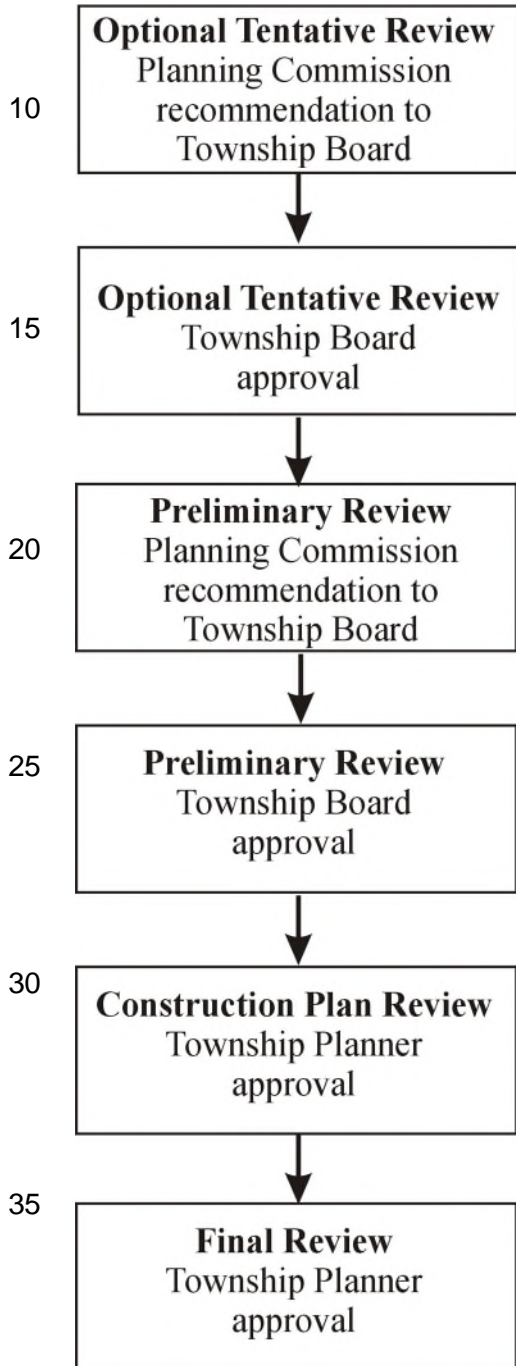 Optional Tentative Review
Planning Commission
10
recommendation to
Township Board
Optional Tentative Review
15
Township Board
approval
Preliminary Review
20
Planning Commission
recommendation to
Township Board
25
Preliminary Review
Township Board
approval
30
Construction Plan Review
Township Planner
approval
35
Final Review
Township Planner
approval